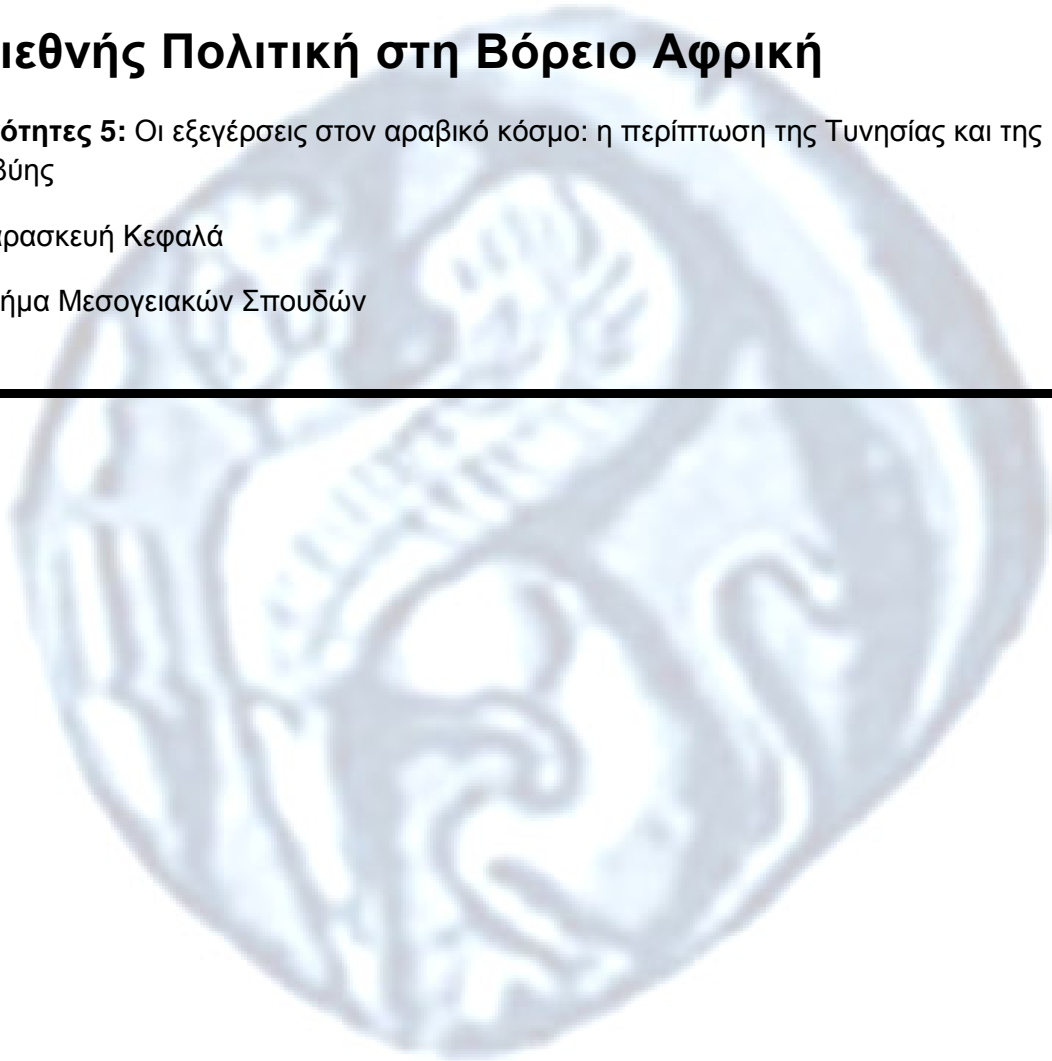 ιεθνής Πολιτική στη Βόρειο Αφρική
ότητες 5: Οι εξεγέρσεις στον αραβικό κόσμο: η περίπτωση της Τυνησίας και της
βύης
ρασκευή Κεφαλά
ήμα Μεσογειακών Σπουδών